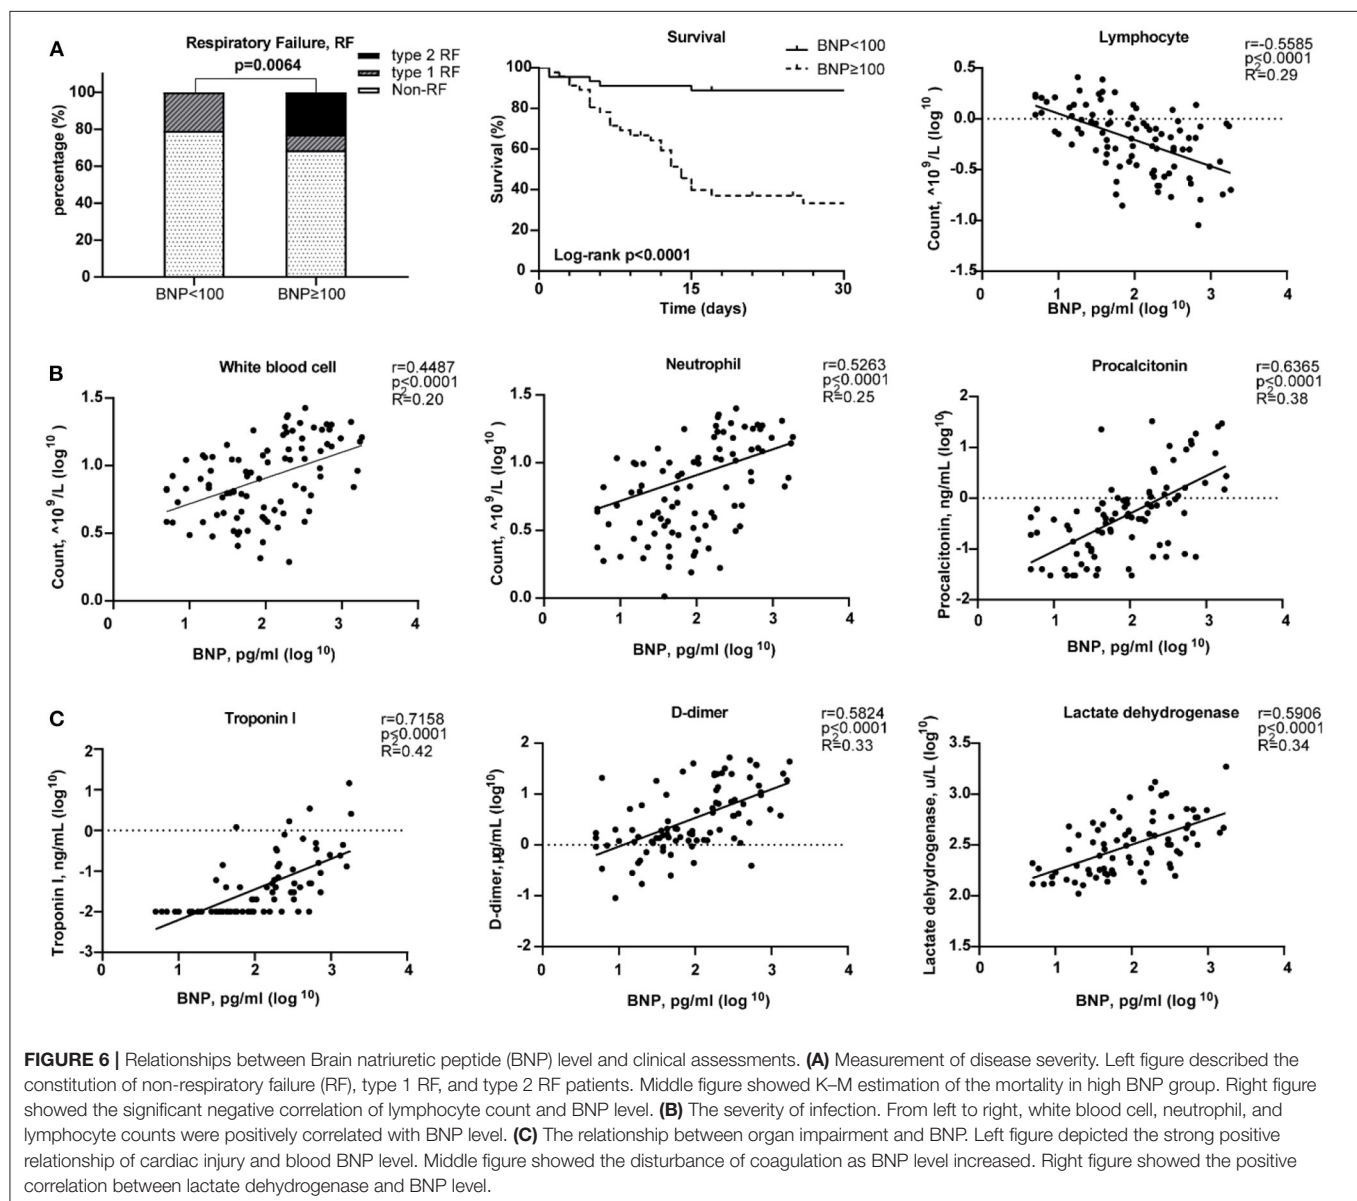 A
Respiratory Failure, RF
p=0.0064
type 2 RF
type 1 RF
Non-RF
percentage (%)
100
80
60
40
20
0
BNP<100
BNP≥100
Survival
BNP<100
BNP≥100
Survival (%)
100
80
60
40
20
0
Log-rank p<0.0001
0
15
30
Time (days)
Lymphocyte
r=-0.5585
p<0.0001
R²=0.29
Count, ^10⁹/L (log¹⁰)
0.5
0.0
-0.5
-1.0
-1.5
0 1 2 3 4
BNP, pg/ml (log ¹⁰)
B
White blood cell
r=0.4487
p<0.0001
R²=0.20
Count, ^10⁹/L (log¹⁰)
1.5
1.0
0.5
0.0
0 1 2 3 4
BNP, pg/ml (log ¹⁰)
Neutrophil
r=0.5263
p<0.0001
R²=0.25
Count, ^10⁹/L (log¹⁰)
1.5
1.0
0.5
0.0
0 1 2 3 4
BNP, pg/ml (log ¹⁰)
Procalcitonin
r=0.6365
p<0.0001
R²=0.38
Procalcitonin, ng/mL (log¹⁰)
2
1
0
-1
-2
0 1 2 3 4
BNP, pg/ml (log ¹⁰)
C
Troponin I
r=0.7158
p<0.0001
R²=0.42
Troponin I, ng/mL (log¹⁰)
2
1
0
-1
-2
-3
0 1 2 3 4
BNP, pg/ml (log ¹⁰)
D-dimer
r=0.5824
p<0.0001
R²=0.33
D-dimer, µg/mL (log¹⁰)
2
1
0
-1
-2
0 1 2 3 4
BNP, pg/ml (log ¹⁰)
Lactate dehydrogenase
r=0.5906
p<0.0001
R²=0.34
Lactate dehydrogenase, u/L (log¹⁰)
3.5
3.0
2.5
2.0
1.5
0 1 2 3 4
BNP, pg/ml (log ¹⁰)
FIGURE 6 | Relationships between Brain natriuretic peptide (BNP) level and clinical assessments. (A) Measurement of disease severity. Left figure described the
constitution of non-respiratory failure (RF), type 1 RF, and type 2 RF patients. Middle figure showed K–M estimation of the mortality in high BNP group. Right figure
showed the significant negative correlation of lymphocyte count and BNP level. (B) The severity of infection. From left to right, white blood cell, neutrophil, and
lymphocyte counts were positively correlated with BNP level. (C) The relationship between organ impairment and BNP. Left figure depicted the strong positive
relationship of cardiac injury and blood BNP level. Middle figure showed the disturbance of coagulation as BNP level increased. Right figure showed the positive
correlation between lactate dehydrogenase and BNP level.